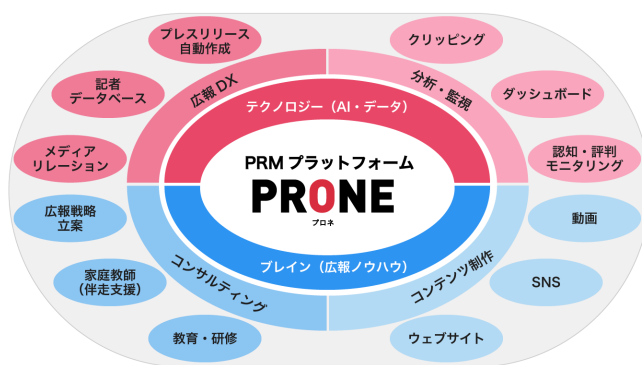 プレスリリース
自動作成
クリッピング
記者
データベース
広報DX
分析・監視
ダッシュボード
テクノロジー（AI・データ）
メディア
リレーション
認知・評判
モニタリング
PRM プラットフォーム
PRONE
プロネ
広報戦略
立案
動画
ブレイン（広報ノウハウ）
家庭教師
（伴走支援）
コンサルティング
コンテンツ制作
SNS
教育・研修
ウェブサイト